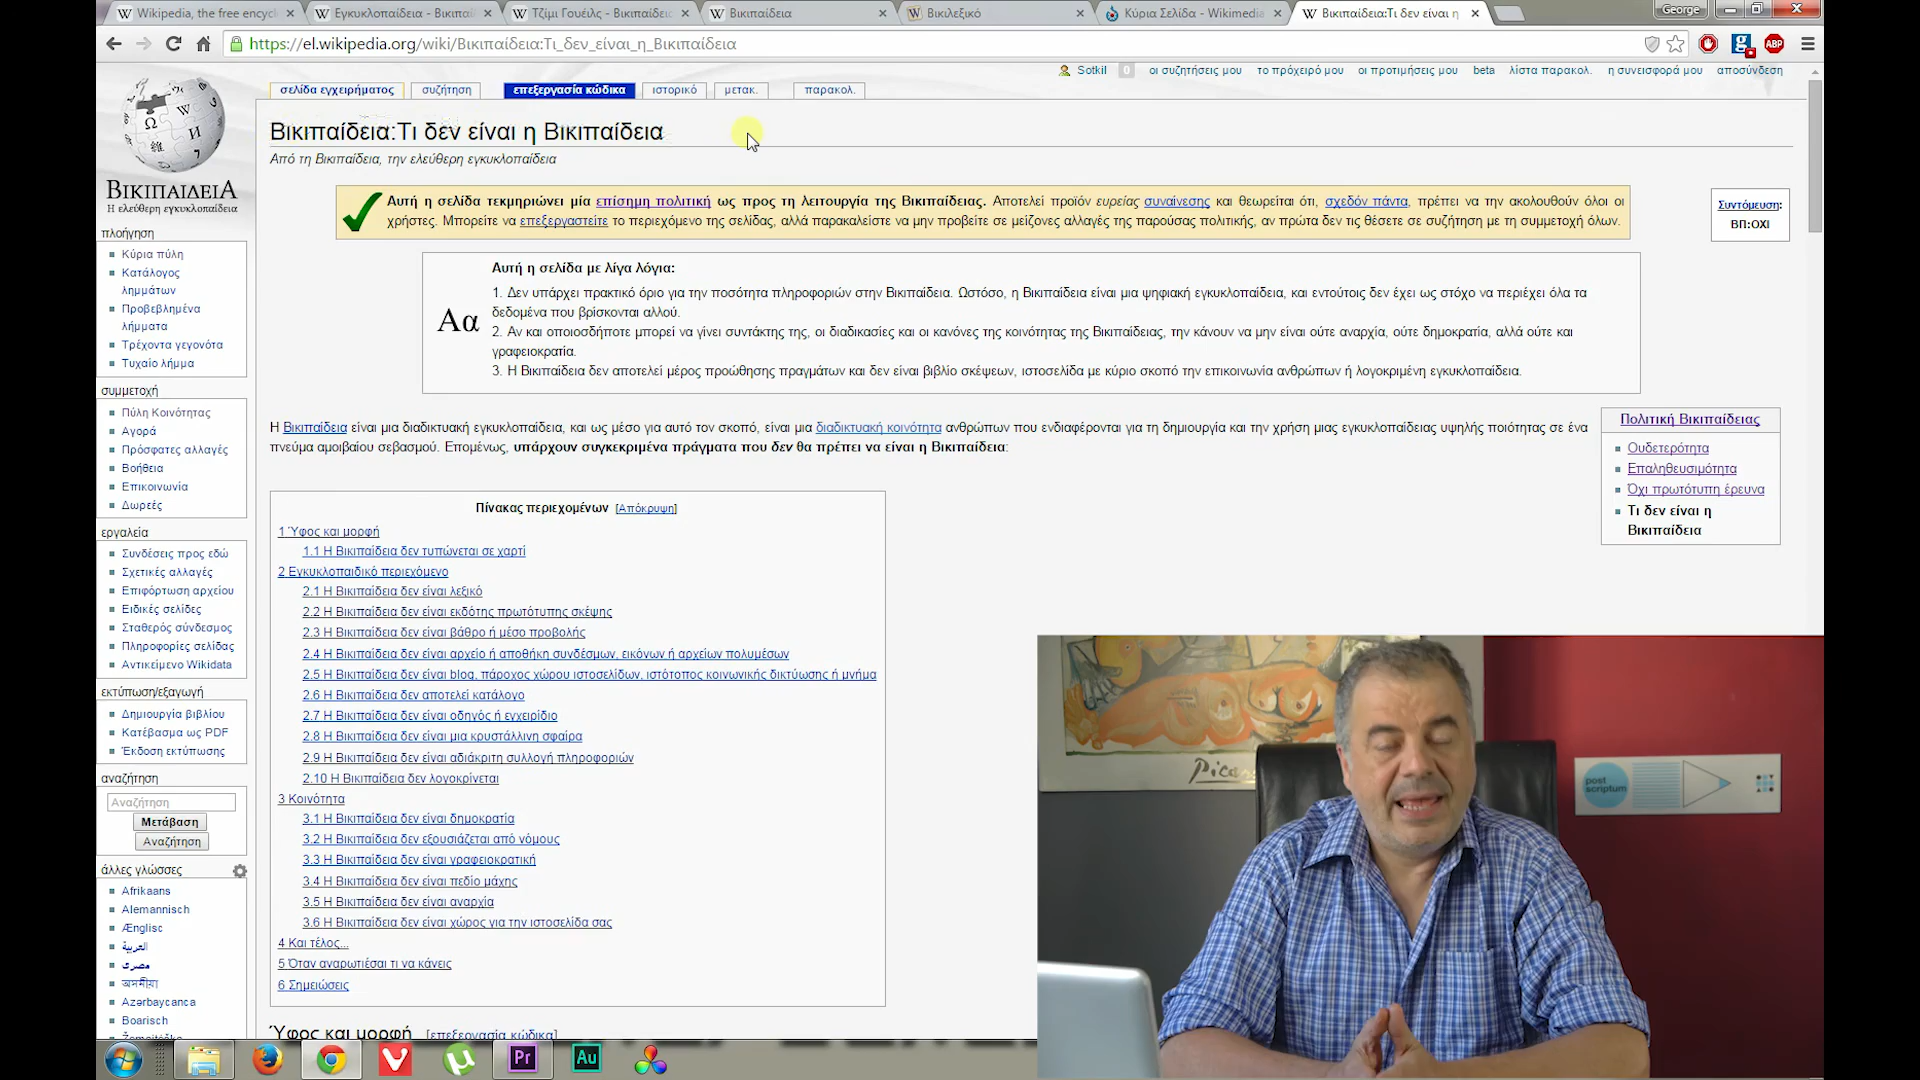 Wikipedia, the free encycl
Εγκυκλοπαίδεια - Βικιπαί
Τζίμι Γουέιλς - Βικιπαίδει
Βικιπαίδεια
Βικιλεξικό
Κύρια Σελίδα - Wikimedia
Βικιπαίδεια:Τι δεν είναι η
George
https://el.wikipedia.org/wiki/Βικιπαίδεια:Τι_δεν_είναι_η_Βικιπαίδεια
ABP
Sotkil 0 οι συζητήσεις μου το πρόχειρό μου οι προτιμήσεις μου beta λίστα παρακολ. η συνεισφορά μου αποσύνδεση
σελίδα εγχειρήματος συζήτηση επεξεργασία κώδικα ιστορικό μετακ. παρακολ.
ΒΙΚΙΠΑΙΔΕΙΑ
Η ελεύθερη εγκυκλοπαίδεια
πλοήγηση
Κύρια πύλη
Κατάλογος
λημμάτων
Προβεβλημένα
λήμματα
Τρέχοντα γεγονότα
Τυχαίο λήμμα
συμμετοχή
Πύλη Κοινότητας
Αγορά
Πρόσφατες αλλαγές
Βοήθεια
Επικοινωνία
Δωρεές
εργαλεία
Συνδέσεις προς εδώ
Σχετικές αλλαγές
Επιφόρτωση αρχείου
Ειδικές σελίδες
Σταθερός σύνδεσμος
Πληροφορίες σελίδας
Αντικείμενο Wikidata
εκτύπωση/εξαγωγή
Δημιουργία βιβλίου
Κατέβασμα ως PDF
Έκδοση εκτύπωσης
αναζήτηση
Αναζήτηση
Μετάβαση
Αναζήτηση
άλλες γλώσσες
Afrikaans
Alemannisch
Ænglisc
العربية
مصرى
অসমীয়া
Azərbaycanca
Boarisch
Žemaitėška
Βικιπαίδεια:Τι δεν είναι η Βικιπαίδεια
Από τη Βικιπαίδεια, την ελεύθερη εγκυκλοπαίδεια
Αυτή η σελίδα τεκμηριώνει μία επίσημη πολιτική ως προς τη λειτουργία της Βικιπαίδειας. Αποτελεί προϊόν ευρείας συναίνεσης και θεωρείται ότι, σχεδόν πάντα, πρέπει να την ακολουθούν όλοι οι
χρήστες. Μπορείτε να επεξεργαστείτε το περιεχόμενο της σελίδας, αλλά παρακαλείστε να μην προβείτε σε μείζονες αλλαγές της παρούσας πολιτικής, αν πρώτα δεν τις θέσετε σε συζήτηση με τη συμμετοχή όλων.
Συντόμευση:
ΒΠ:ΟΧΙ
Αα
Αυτή η σελίδα με λίγα λόγια:
1. Δεν υπάρχει πρακτικό όριο για την ποσότητα πληροφοριών στην Βικιπαίδεια. Ωστόσο, η Βικιπαίδεια είναι μια ψηφιακή εγκυκλοπαίδεια, και εντούτοις δεν έχει ως στόχο να περιέχει όλα τα
δεδομένα που βρίσκονται αλλού.
2. Αν και οποιοσδήποτε μπορεί να γίνει συντάκτης της, οι διαδικασίες και οι κανόνες της κοινότητας της Βικιπαίδειας, την κάνουν να μην είναι ούτε αναρχία, ούτε δημοκρατία, αλλά ούτε και
γραφειοκρατία.
3. Η Βικιπαίδεια δεν αποτελεί μέρος προώθησης πραγμάτων και δεν είναι βιβλίο σκέψεων, ιστοσελίδα με κύριο σκοπό την επικοινωνία ανθρώπων ή λογοκριμένη εγκυκλοπαίδεια.
Η Βικιπαίδεια είναι μια διαδικτυακή εγκυκλοπαίδεια, και ως μέσο για αυτό τον σκοπό, είναι μια διαδικτυακή κοινότητα ανθρώπων που ενδιαφέρονται για τη δημιουργία και την χρήση μιας εγκυκλοπαίδειας υψηλής ποιότητας σε ένα
πνεύμα αμοιβαίου σεβασμού. Επομένως, υπάρχουν συγκεκριμένα πράγματα που δεν θα πρέπει να είναι η Βικιπαίδεια:
Πολιτική Βικιπαίδειας
Ουδετερότητα
Επαληθευσιμότητα
Όχι πρωτότυπη έρευνα
Τι δεν είναι η
Βικιπαίδεια
Πίνακας περιεχομένων [Απόκρυψη]
1 Ύφος και μορφή
1.1 Η Βικιπαίδεια δεν τυπώνεται σε χαρτί
2 Εγκυκλοπαιδικό περιεχόμενο
2.1 Η Βικιπαίδεια δεν είναι λεξικό
2.2 Η Βικιπαίδεια δεν είναι εκδότης πρωτότυπης σκέψης
2.3 Η Βικιπαίδεια δεν είναι βάθρο ή μέσο προβολής
2.4 Η Βικιπαίδεια δεν είναι αρχείο ή αποθήκη συνδέσμων, εικόνων ή αρχείων πολυμέσων
2.5 Η Βικιπαίδεια δεν είναι blog, πάροχος χώρου ιστοσελίδων, ιστότοπος κοινωνικής δικτύωσης ή μνήμα
2.6 Η Βικιπαίδεια δεν αποτελεί κατάλογο
2.7 Η Βικιπαίδεια δεν είναι οδηγός ή εγχειρίδιο
2.8 Η Βικιπαίδεια δεν είναι μια κρυστάλλινη σφαίρα
2.9 Η Βικιπαίδεια δεν είναι αδιάκριτη συλλογή πληροφοριών
2.10 Η Βικιπαίδεια δεν λογοκρίνεται
3 Κοινότητα
3.1 Η Βικιπαίδεια δεν είναι δημοκρατία
3.2 Η Βικιπαίδεια δεν εξουσιάζεται από νόμους
3.3 Η Βικιπαίδεια δεν είναι γραφειοκρατική
3.4 Η Βικιπαίδεια δεν είναι πεδίο μάχης
3.5 Η Βικιπαίδεια δεν είναι αναρχία
3.6 Η Βικιπαίδεια δεν είναι χώρος για την ιστοσελίδα σας
4 Και τέλος...
5 Όταν αναρωτιέσαι τι να κάνεις
6 Σημειώσεις
Ύφος και μορφή [επεξεργασία κώδικα]
Picas
post
scriptum
Pr
Au